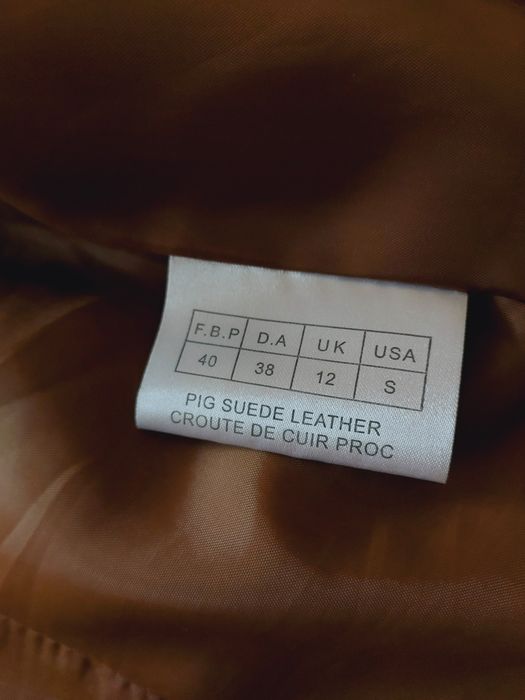 F.B.P D.A UK USA
40 38 12 S
PIG SUEDE LEATHER
CROUTE DE CUIR PROC